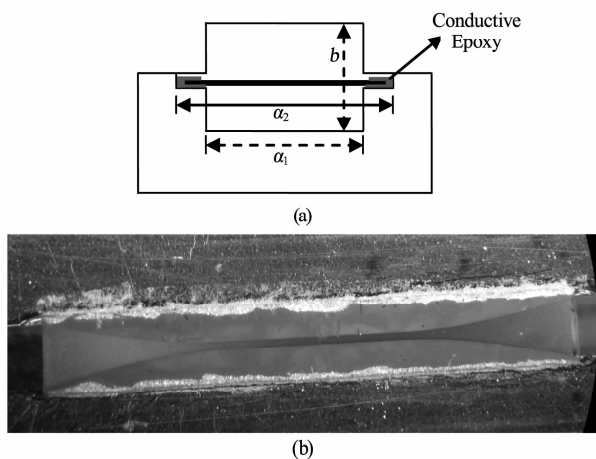 Conductive
Epoxy
b
α₂
α₁
(a)
(b)